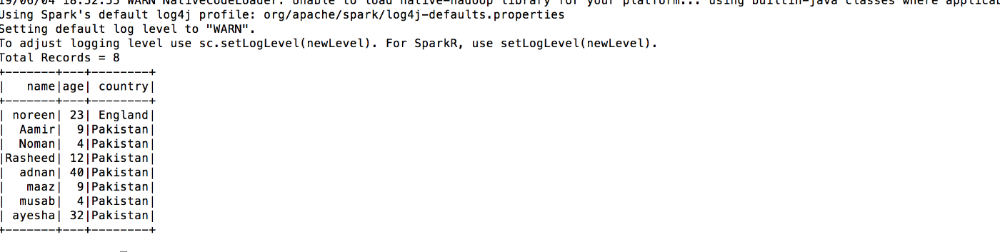 19/06/04 18:52:55 WARN NativeCodeLoader: Unable to load native-hadoop library for your platform... using builtin-java classes where applicab
Using Spark's default log4j profile: org/apache/spark/log4j-defaults.properties
Setting default log level to "WARN".
To adjust logging level use sc.setLogLevel(newLevel). For SparkR, use setLogLevel(newLevel).
Total Records = 8
+-------+---+--------+
|   name|age| country|
+-------+---+--------+
| noreen| 23| England|
|  Aamir|  9|Pakistan|
|  Noman|  4|Pakistan|
|Rasheed| 12|Pakistan|
|  adnan| 40|Pakistan|
|   maaz|  9|Pakistan|
|  musab|  4|Pakistan|
| ayesha| 32|Pakistan|
+-------+---+--------+